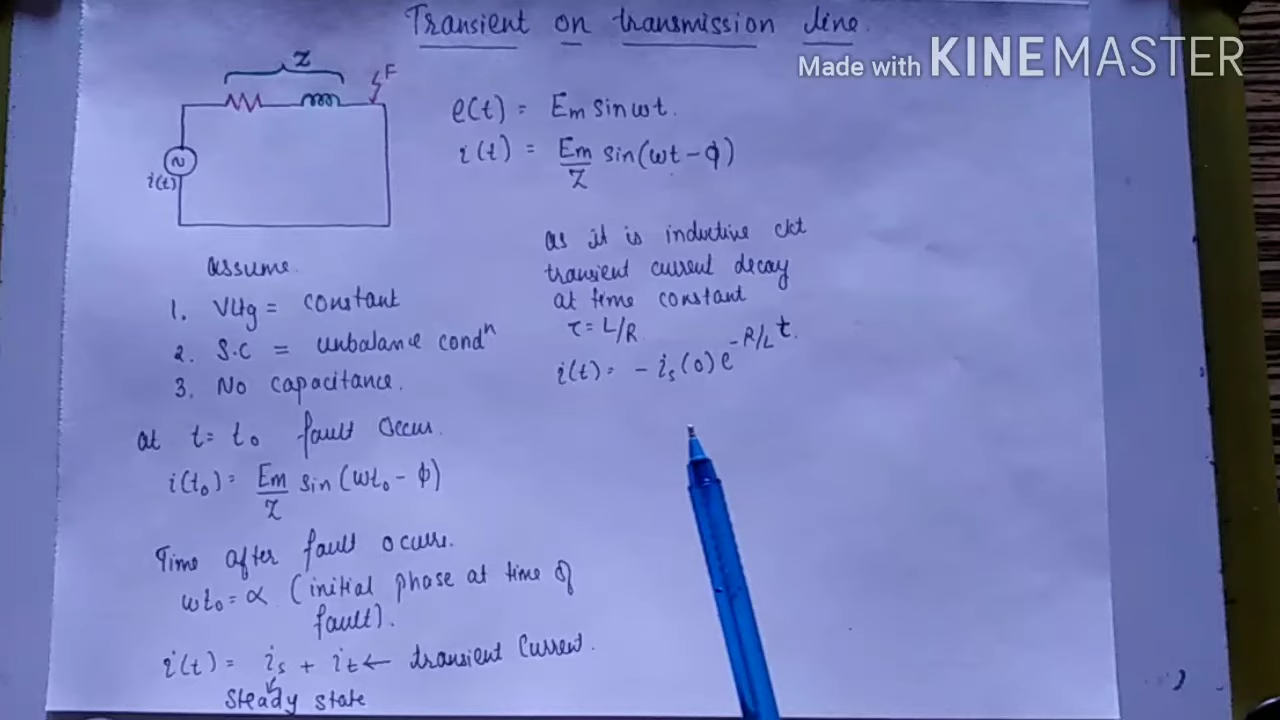 Transient on transmission line.
Made with KINEMASTER
Z
F
i(t)
e(t) = Em sinωt.
i(t) = Em/Z sin(ωt - ϕ)
assume.
1. Vltg = constant
2. S.C = unbalance condⁿ
3. No capacitance.
at t = t₀ fault occur.
i(t₀) = Em/Z sin(ωt₀ - ϕ)
Time after fault occurs.
ωt₀ = α (initial phase at time of
fault).
i(t) = is + it ← transient current.
Steady state
as it is inductive ckt
transient current decay
at time constant
τ = L/R
i(t) = - is(0) e^-R/L t.